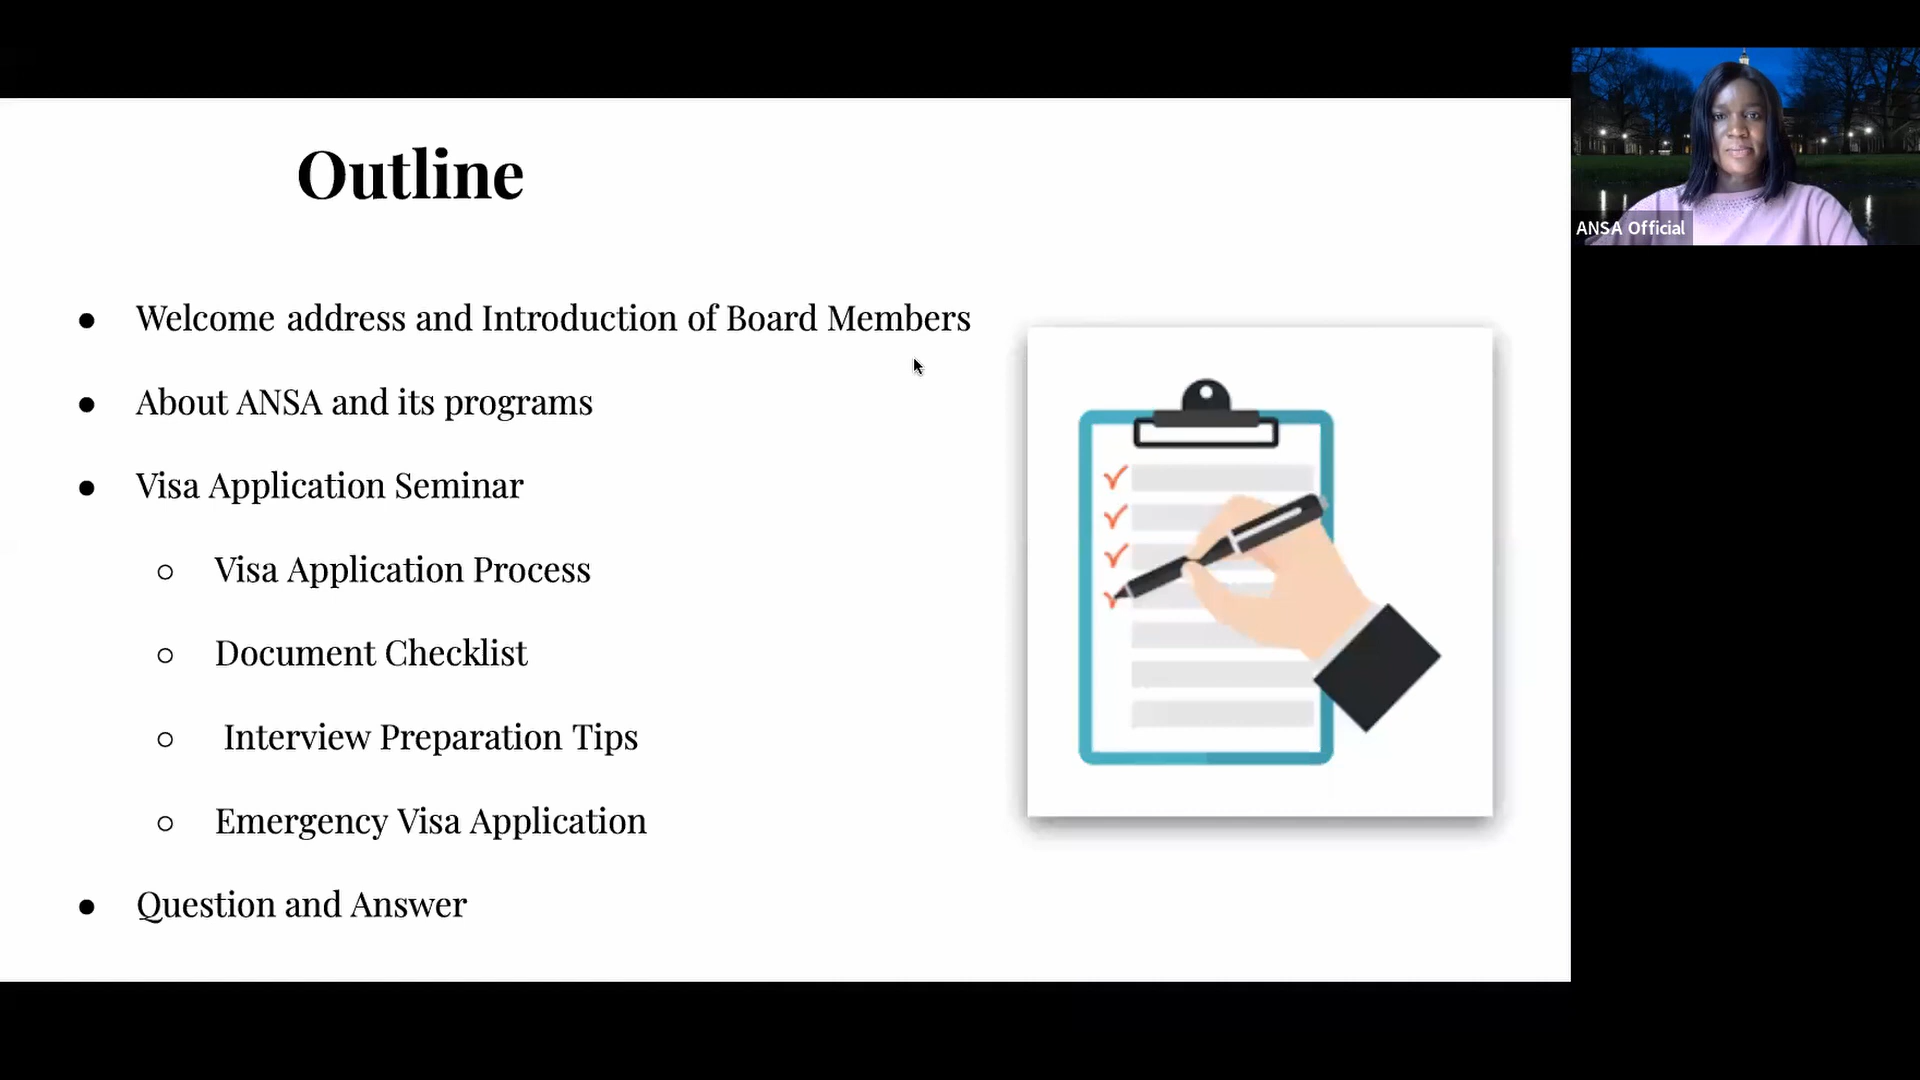 Outline
Welcome address and Introduction of Board Members
About ANSA and its programs
Visa Application Seminar
Visa Application Process
Document Checklist
Interview Preparation Tips
Emergency Visa Application
Question and Answer
ANSA Official